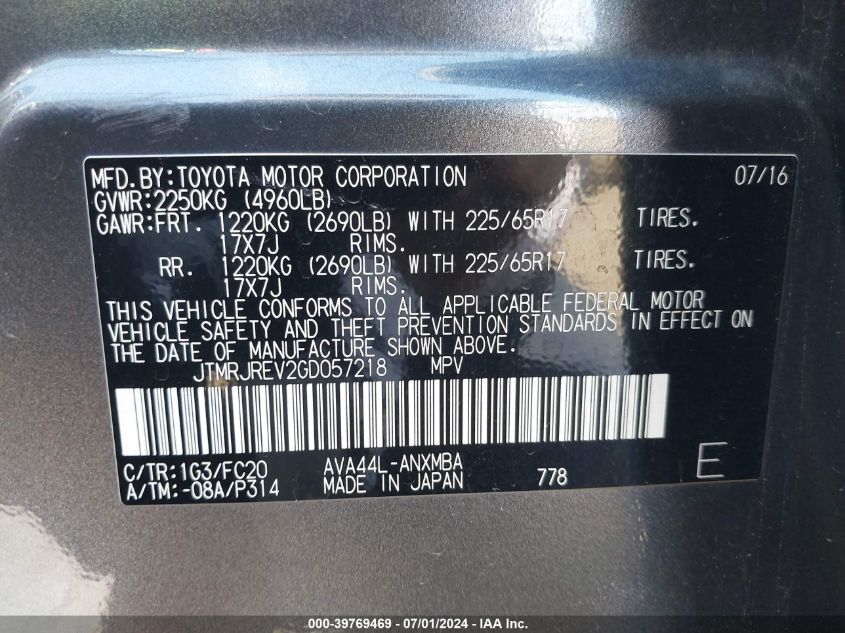 MFD.BY:TOYOTA MOTOR CORPORATION 07/16
GVWR:2250KG (4960LB)
GAWR:FRT. 1220KG (2690LB) WITH 225/65R17 TIRES.
17X7J RIMS.
RR. 1220KG (2690LB) WITH 225/65R17 TIRES.
17X7J RIMS.
THIS VEHICLE CONFORMS TO ALL APPLICABLE FEDERAL MOTOR
VEHICLE SAFETY AND THEFT PREVENTION STANDARDS IN EFFECT ON
THE DATE OF MANUFACTURE SHOWN ABOVE.
JTMRJREV2GD057218 MPV
C/TR:1G3/FC20 AVA44L-ANXMBA
A/TM:-08A/P314 MADE IN JAPAN 778 E
000-39769469 - 07/01/2024 - IAA Inc.